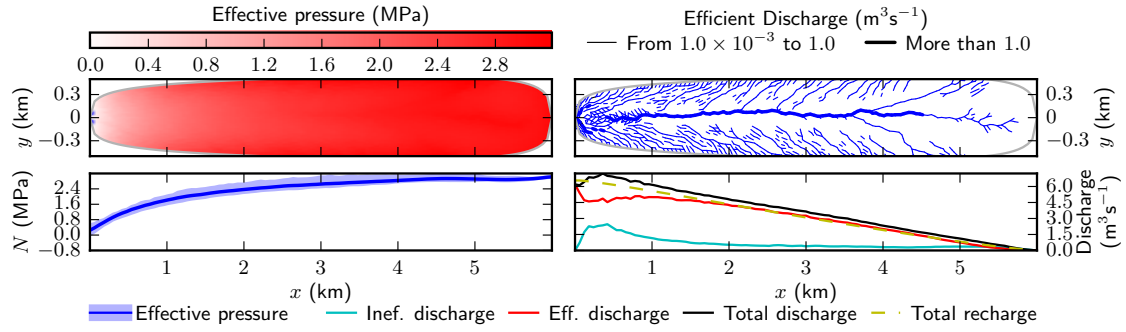 Effective pressure (MPa)
0.0 0.4 0.8 1.2 1.6 2.0 2.4 2.8
Efficient Discharge (m³s⁻¹)
From 1.0 × 10⁻³ to 1.0 More than 1.0
y (km)
0.3
0
−0.3
0.3
0
−0.3
y (km)
N (MPa)
2.4
1.6
0.8
0.0
−0.8
1 2 3 4 5
x (km)
6.0
4.5
3.0
1.5
0.0
Discharge
(m³s⁻¹)
1 2 3 4 5
x (km)
Effective pressure Inef. discharge Eff. discharge Total discharge Total recharge